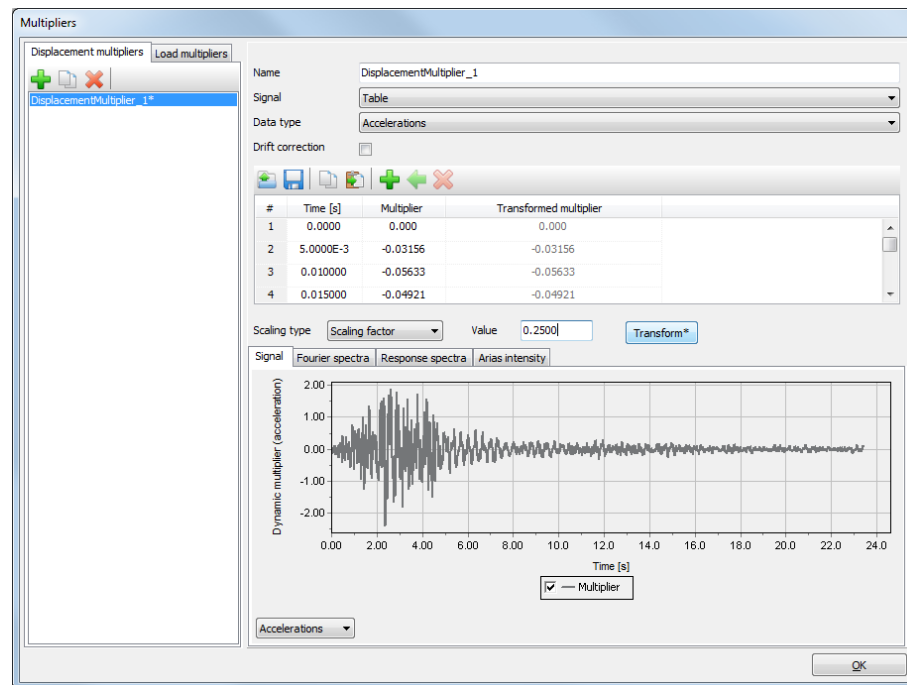 Multipliers
Displacement multipliers Load multipliers
DisplacementMultiplier_1*
Name DisplacementMultiplier_1
Signal Table
Data type Accelerations
Drift correction
# Time [s] Multiplier Transformed multiplier
1 0.0000 0.000 0.000
2 5.0000E-3 -0.03156 -0.03156
3 0.010000 -0.05633 -0.05633
4 0.015000 -0.04921 -0.04921
Scaling type Scaling factor Value 0.2500 Transform*
Signal Fourier spectra Response spectra Arias intensity
Dynamic multiplier (acceleration)
2.00
1.00
0.00
-1.00
-2.00
0.00 2.00 4.00 6.00 8.00 10.0 12.0 14.0 16.0 18.0 20.0 22.0 24.0
Time [s]
Multiplier
Accelerations
OK